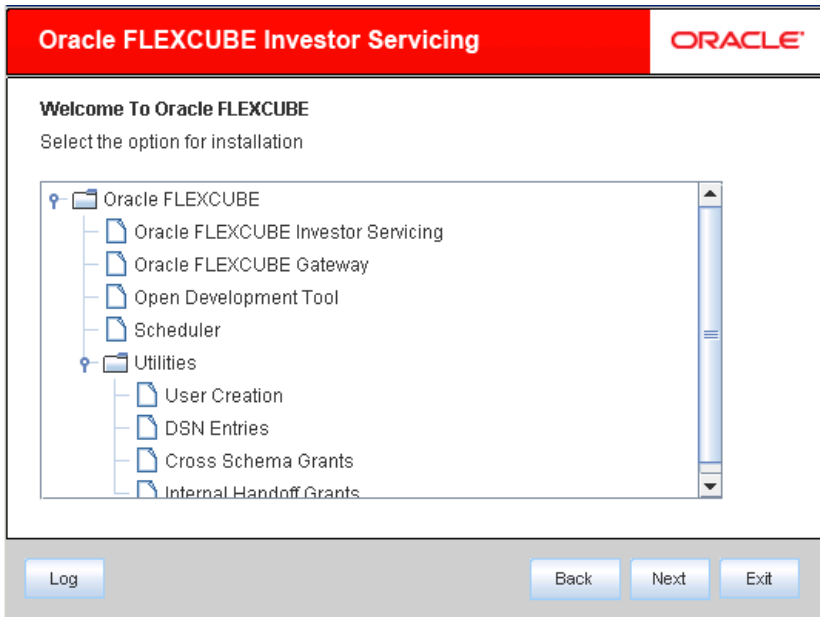 Oracle FLEXCUBE Investor Servicing
ORACLE
Welcome To Oracle FLEXCUBE
Select the option for installation
Oracle FLEXCUBE
Oracle FLEXCUBE Investor Servicing
Oracle FLEXCUBE Gateway
Open Development Tool
Scheduler
Utilities
User Creation
DSN Entries
Cross Schema Grants
Internal Handoff Grants
Log
Back
Next
Exit